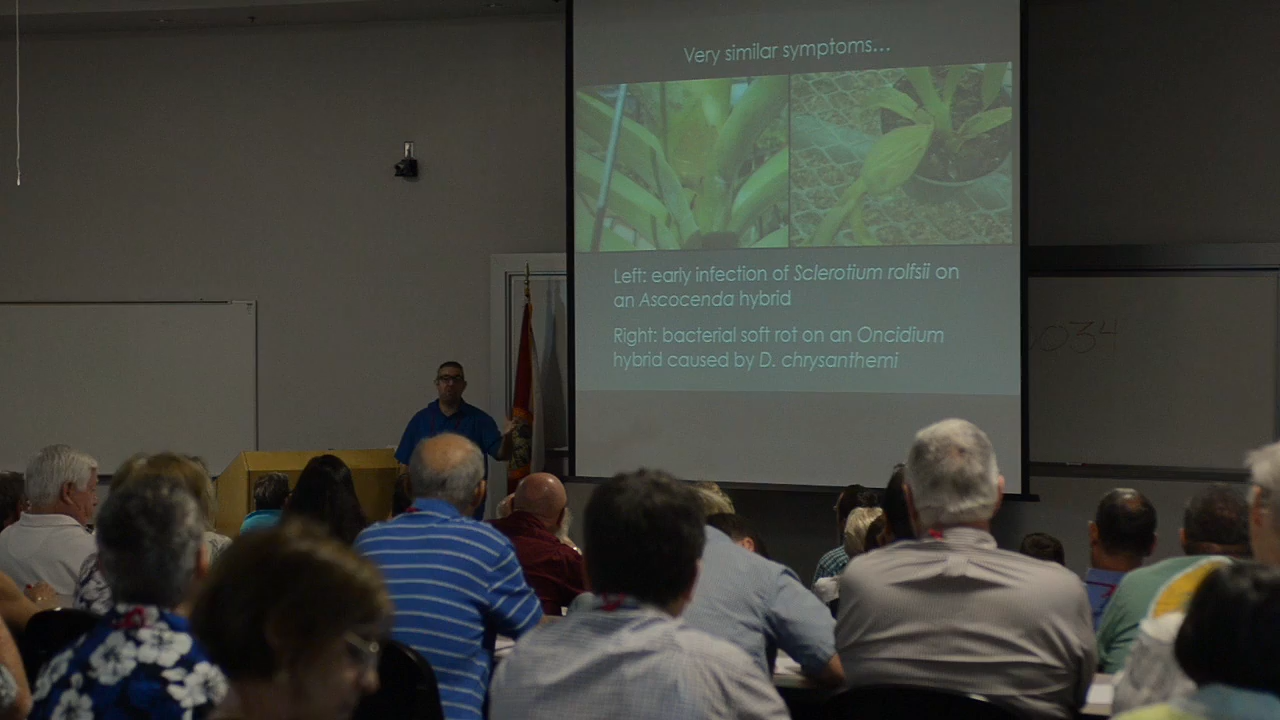 Very similar symptoms...
Left: early infection of Sclerotium rolfsii on
an Ascocenda hybrid
Right: bacterial soft rot on an Oncidium
hybrid caused by D. chrysanthemi